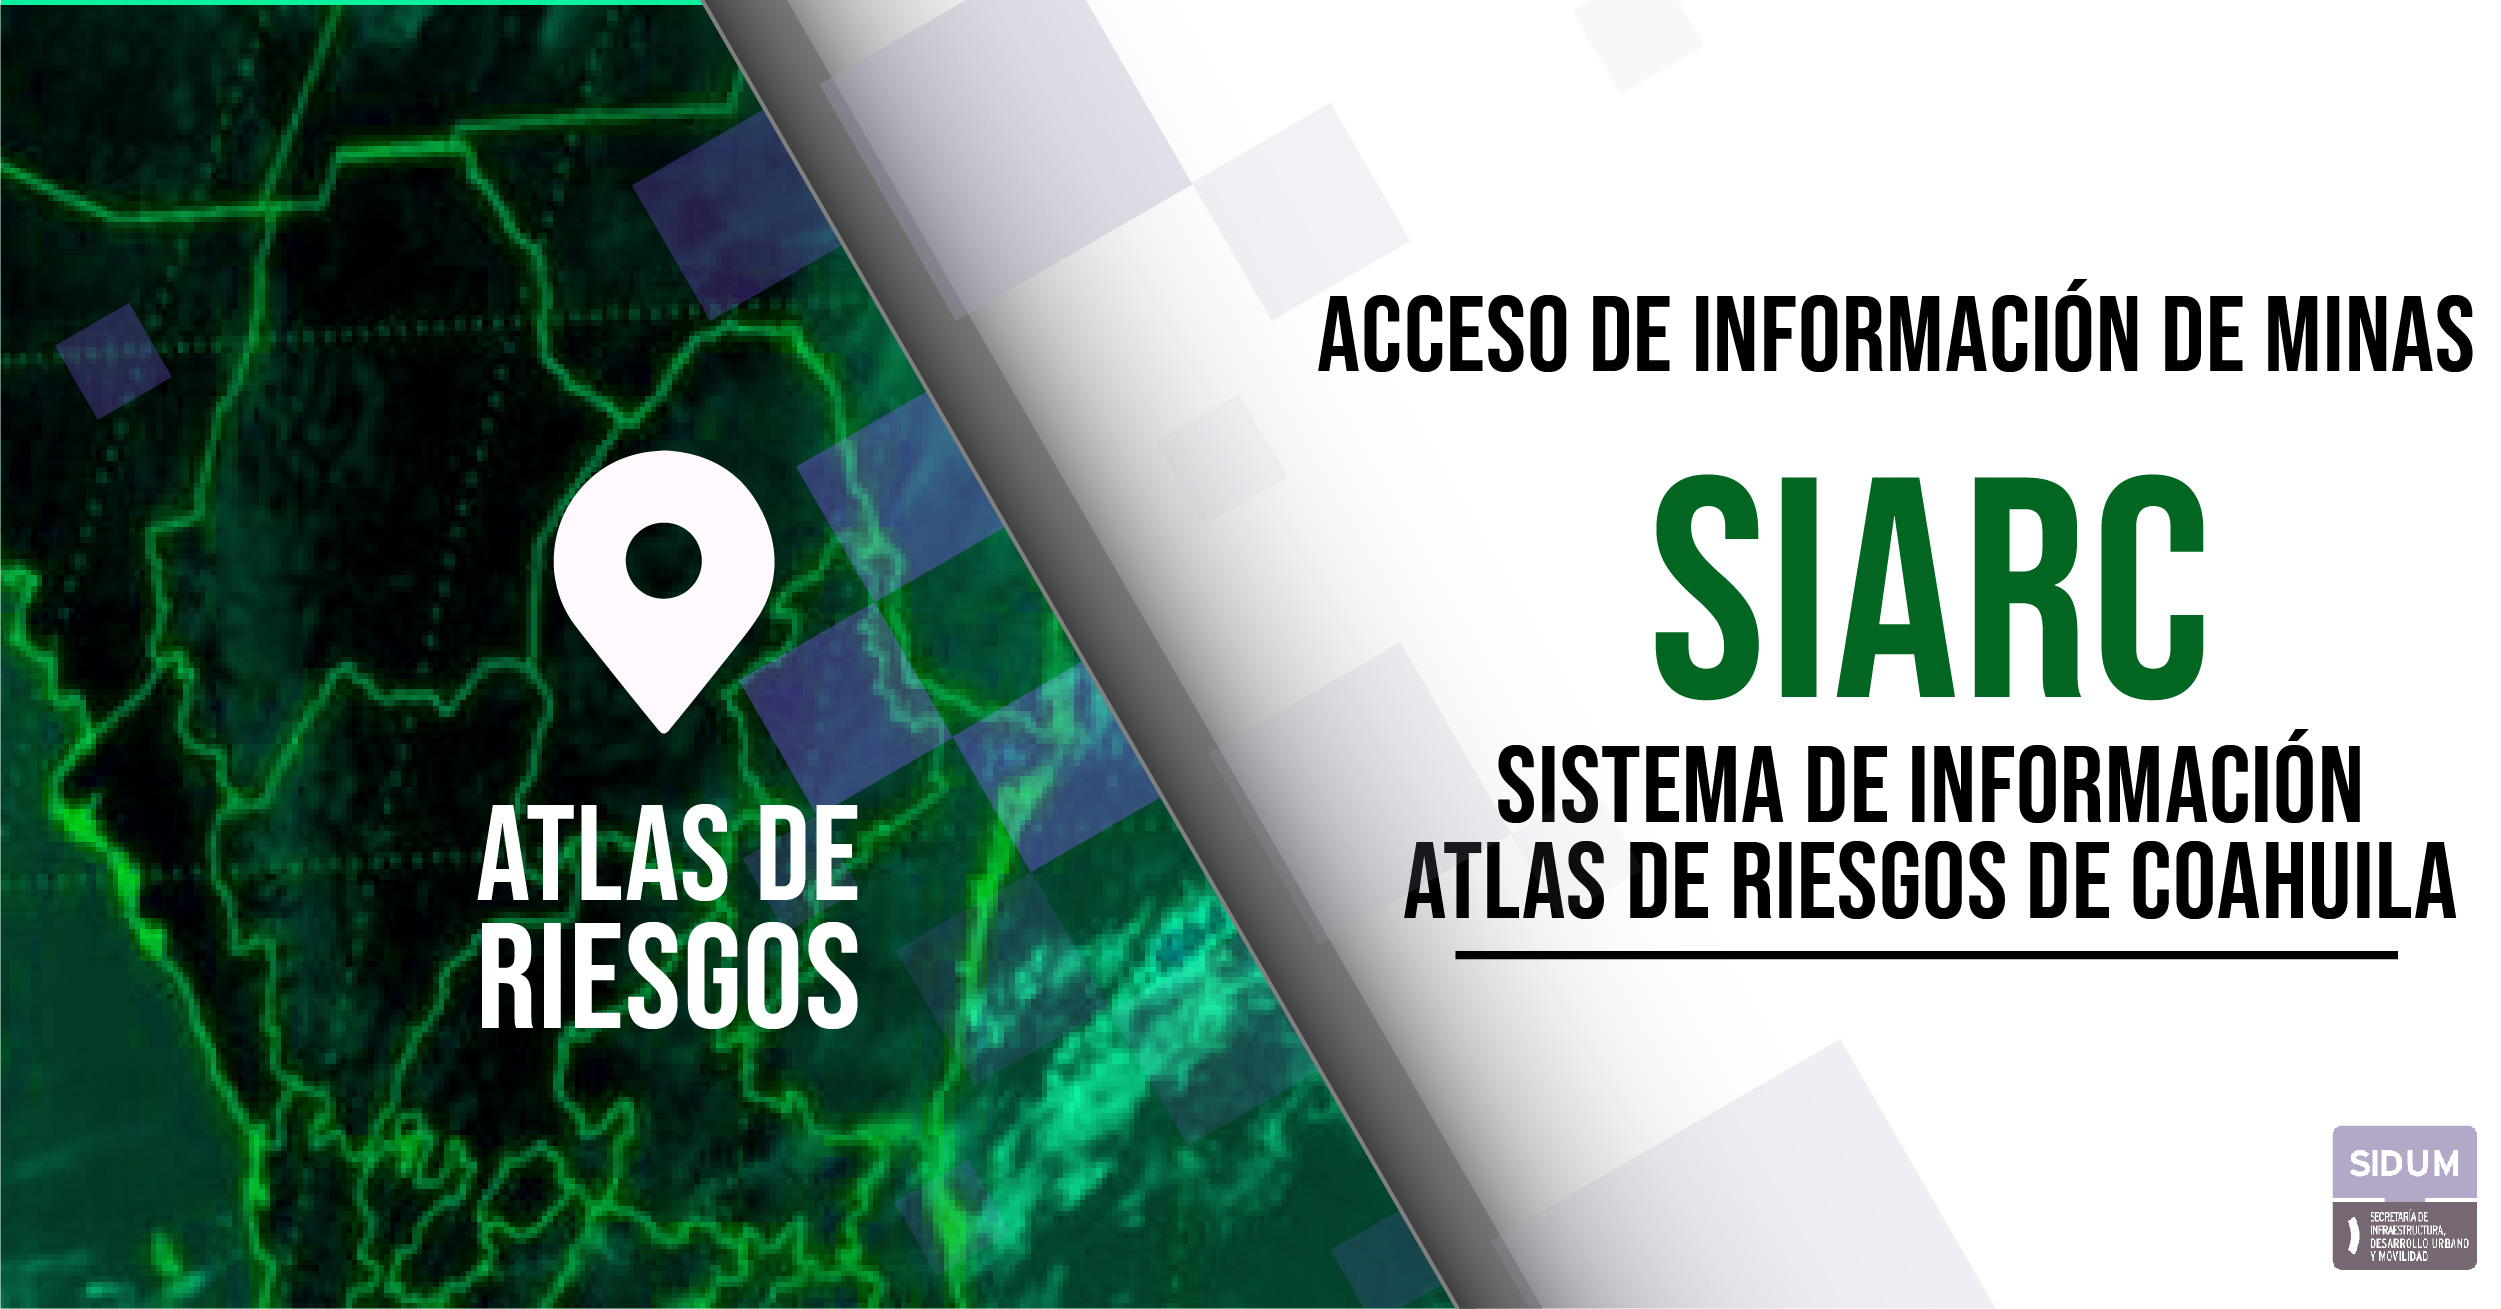 ATLAS DE
RIESGOS
ACCESO DE INFORMACIÓN DE MINAS
SIARC
SISTEMA DE INFORMACIÓN
ATLAS DE RIESGOS DE COAHUILA
SIDUM
SECRETARÍA DE
INFRAESTRUCTURA,
DESARROLLO URBANO
Y MOVILIDAD